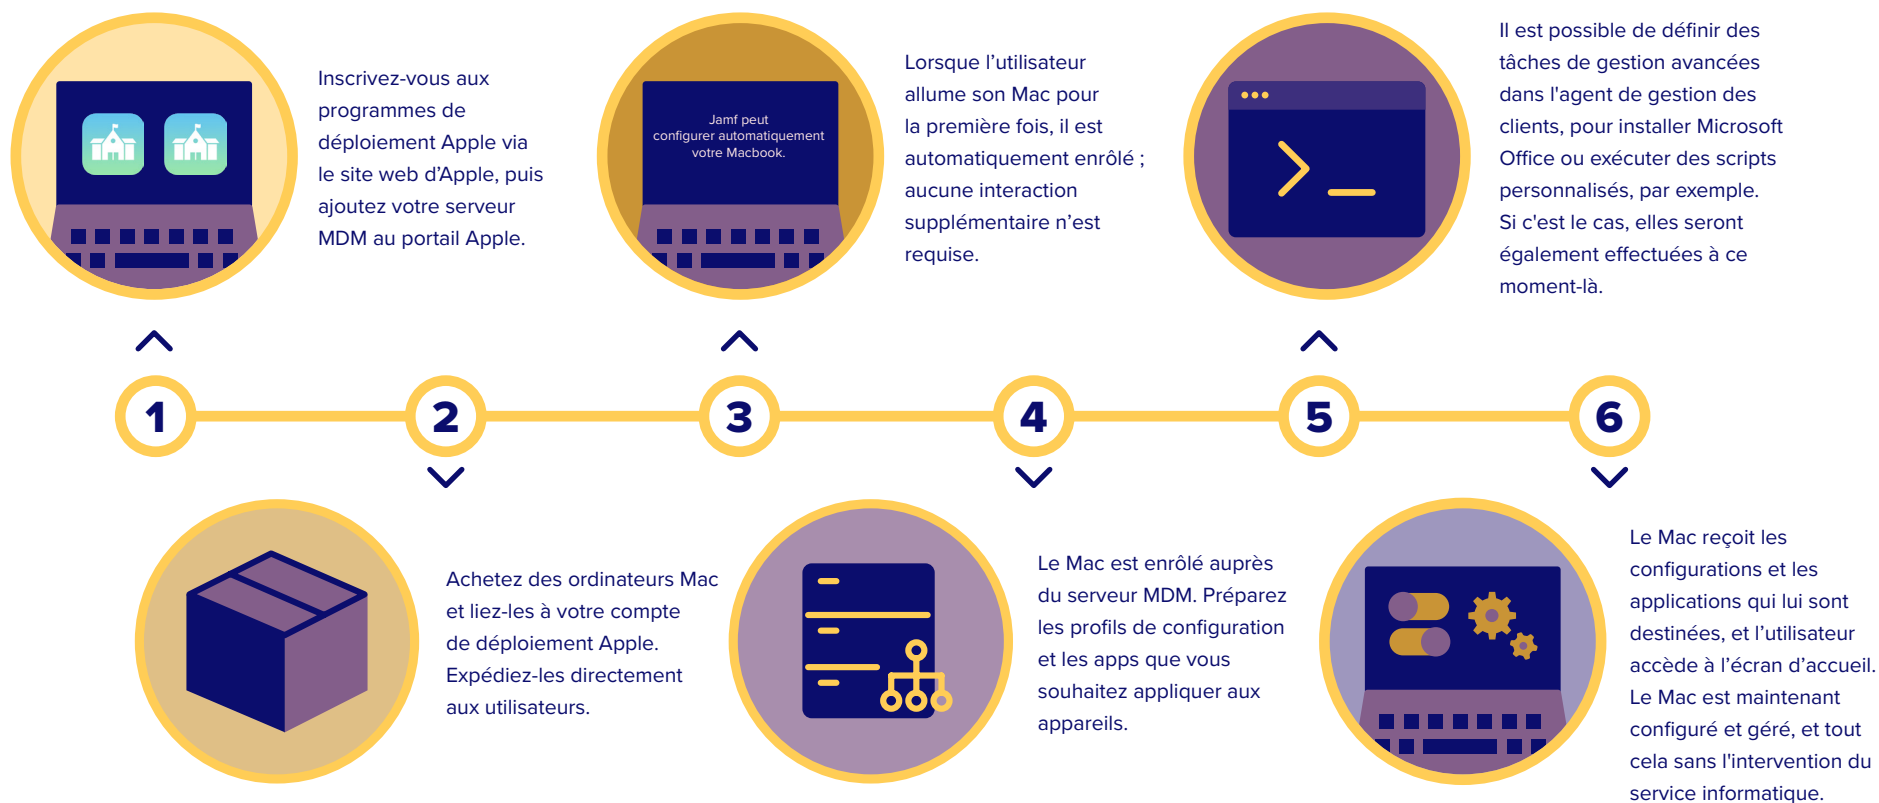 Inscrivez-vous aux
programmes de
déploiement Apple via
le site web d’Apple, puis
ajoutez votre serveur
MDM au portail Apple.
Jamf peut
configurer automatiquement
votre Macbook.
Lorsque l’utilisateur
allume son Mac pour
la première fois, il est
automatiquement enrôlé ;
aucune interaction
supplémentaire n’est
requise.
Il est possible de définir des
tâches de gestion avancées
dans l'agent de gestion des
clients, pour installer Microsoft
Office ou exécuter des scripts
personnalisés, par exemple.
Si c'est le cas, elles seront
également effectuées à ce
moment-là.
1
2
3
4
5
6
Achetez des ordinateurs Mac
et liez-les à votre compte
de déploiement Apple.
Expédiez-les directement
aux utilisateurs.
Le Mac est enrôlé auprès
du serveur MDM. Préparez
les profils de configuration
et les apps que vous
souhaitez appliquer aux
appareils.
Le Mac reçoit les
configurations et les
applications qui lui sont
destinées, et l’utilisateur
accède à l’écran d’accueil.
Le Mac est maintenant
configuré et géré, et tout
cela sans l'intervention du
service informatique.